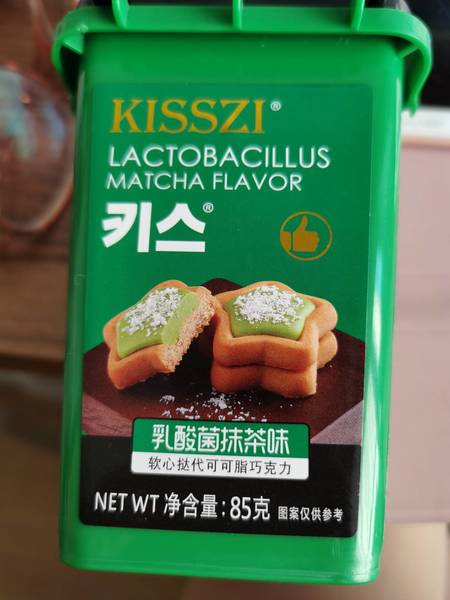 KISSZI®
LACTOBACILLUS
MATCHA FLAVOR
키스®
乳酸菌抹茶味
软心挞代可可脂巧克力
NET WT 净含量:85克 图案仅供参考